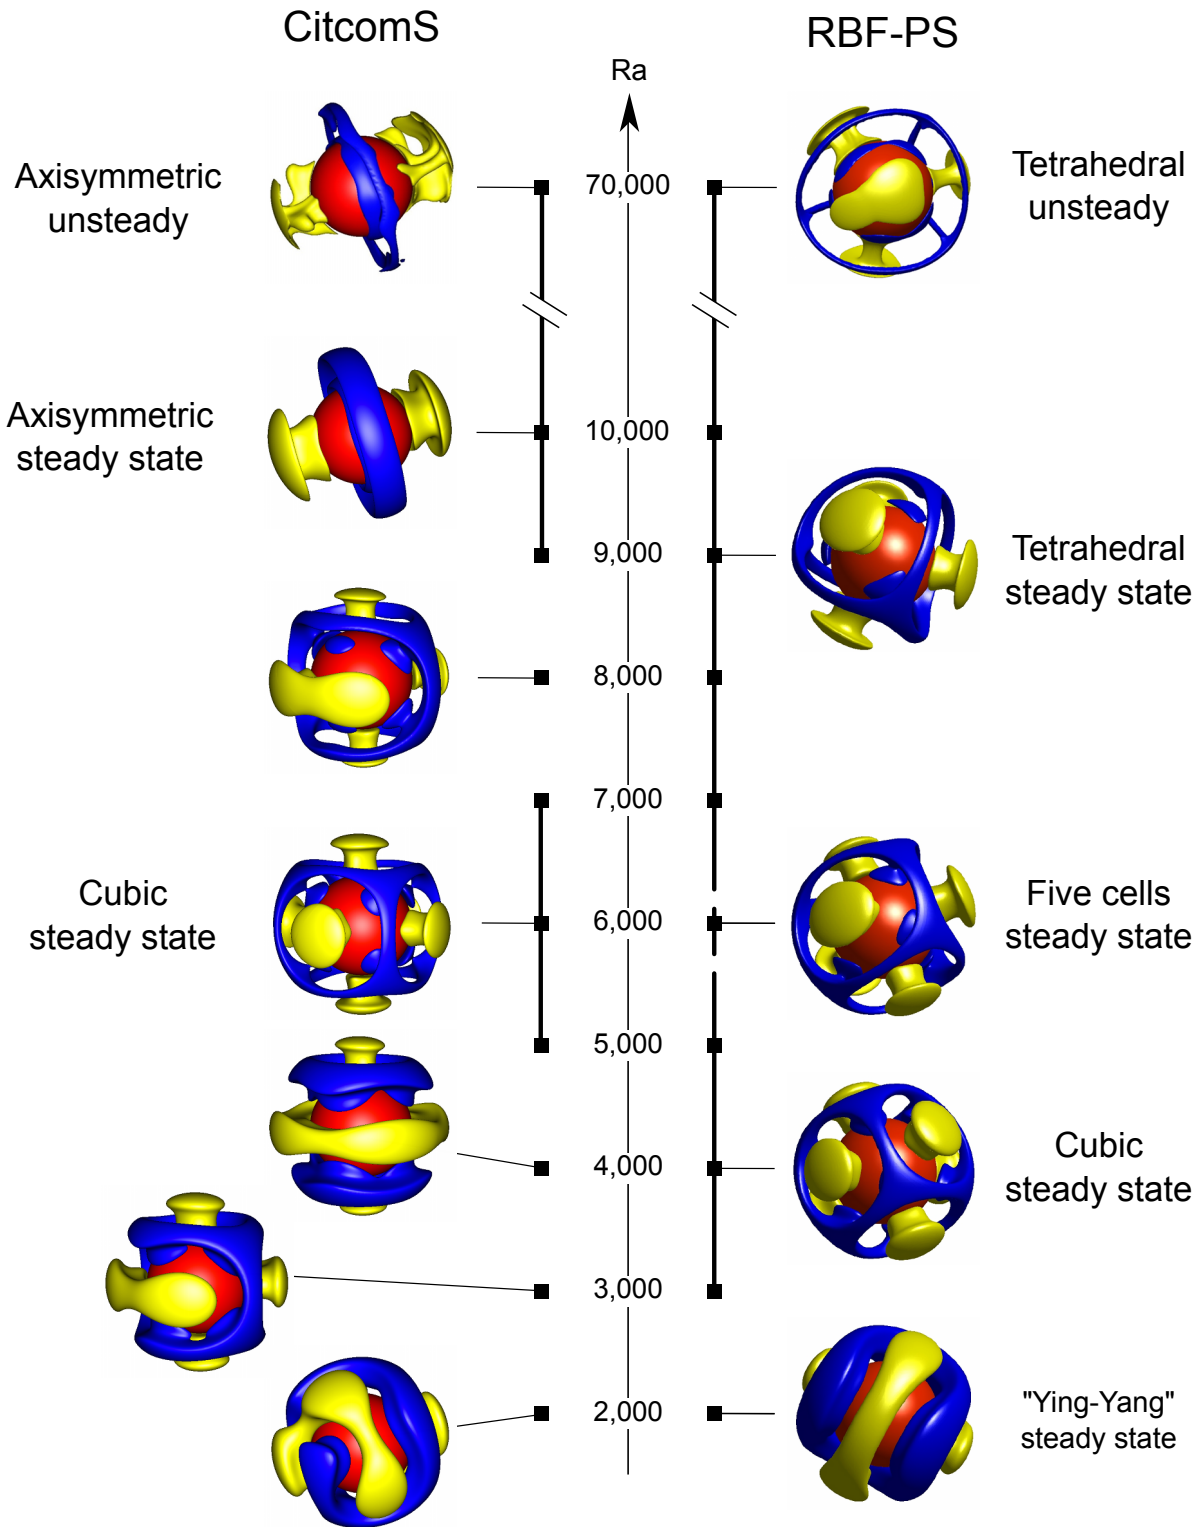 CitcomS
RBF-PS
Ra
Axisymmetric
unsteady
70,000
Tetrahedral
unsteady
Axisymmetric
steady state
10,000
9,000
Tetrahedral
steady state
8,000
7,000
Cubic
steady state
6,000
Five cells
steady state
5,000
4,000
Cubic
steady state
3,000
2,000
"Ying-Yang"
steady state